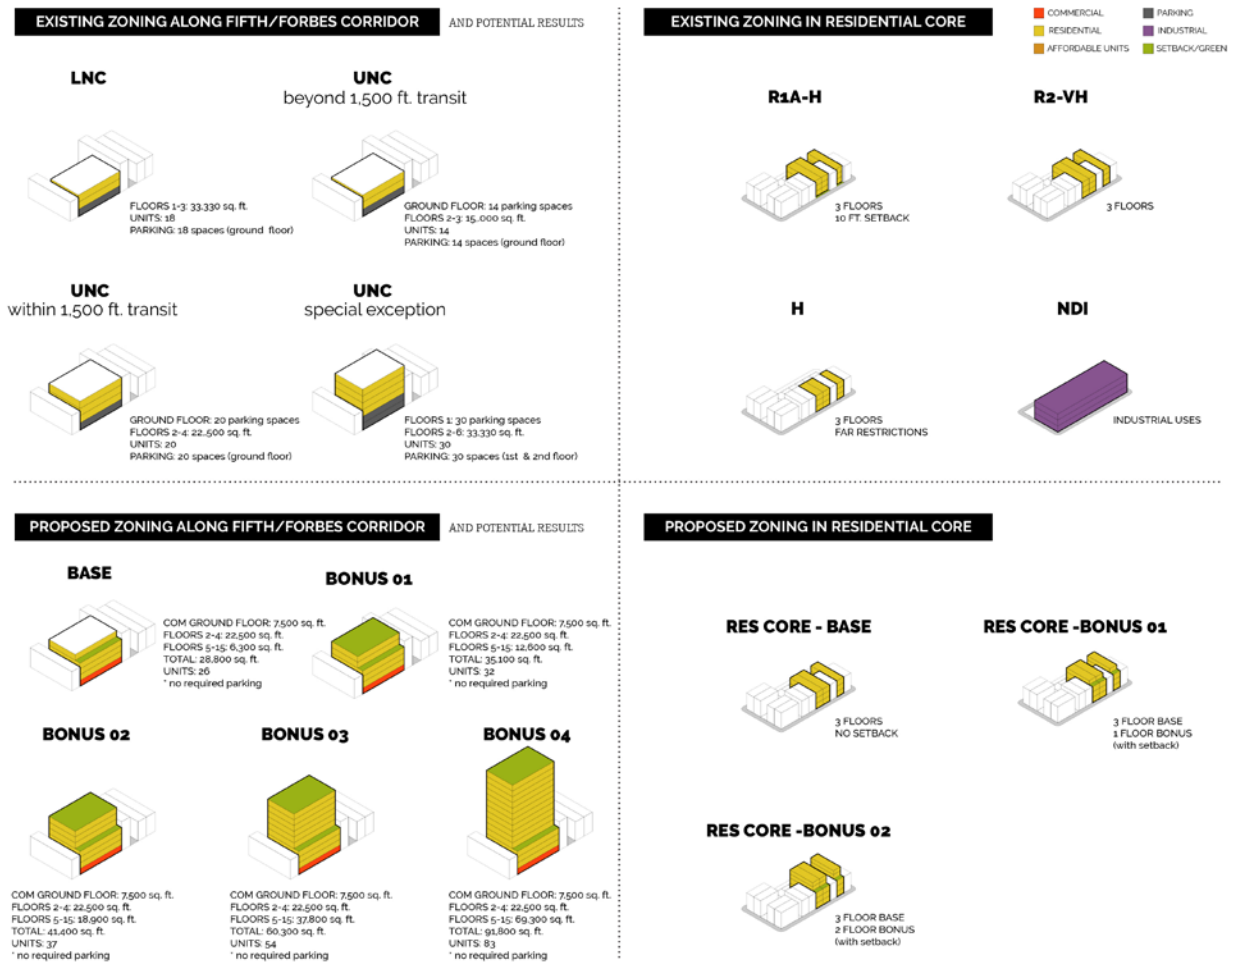 EXISTING ZONING ALONG FIFTH/FORBES CORRIDOR AND POTENTIAL RESULTS
LNC
FLOORS 1-3: 33,330 sq. ft.
UNITS: 18
PARKING: 18 spaces (ground floor)
UNC
beyond 1,500 ft. transit
GROUND FLOOR: 14 parking spaces
FLOORS 2-3: 15,,000 sq. ft.
UNITS: 14
PARKING: 14 spaces (ground floor)
UNC
within 1,500 ft. transit
GROUND FLOOR: 20 parking spaces
FLOORS 2-4: 22,,500 sq. ft.
UNITS: 20
PARKING: 20 spaces (ground floor)
UNC
special exception
FLOORS 1: 30 parking spaces
FLOORS 2-6: 33,330 sq. ft.
UNITS: 30
PARKING: 30 spaces (1st & 2nd floor)
EXISTING ZONING IN RESIDENTIAL CORE
COMMERCIAL
RESIDENTIAL
AFFORDABLE UNITS
PARKING
INDUSTRIAL
SETBACK/GREEN
R1A-H
3 FLOORS
10 FT. SETBACK
R2-VH
3 FLOORS
H
3 FLOORS
FAR RESTRICTIONS
NDI
INDUSTRIAL USES
PROPOSED ZONING ALONG FIFTH/FORBES CORRIDOR AND POTENTIAL RESULTS
BASE
COM GROUND FLOOR: 7,500 sq. ft.
FLOORS 2-4: 22,500 sq. ft.
FLOORS 5-15: 6,300 sq. ft.
TOTAL: 28,800 sq. ft.
UNITS: 26
* no required parking
BONUS 01
COM GROUND FLOOR: 7,500 sq. ft.
FLOORS 2-4: 22,500 sq. ft.
FLOORS 5-15: 12,600 sq. ft.
TOTAL: 35,100 sq. ft.
UNITS: 32
* no required parking
BONUS 02
COM GROUND FLOOR: 7,500 sq. ft.
FLOORS 2-4: 22,500 sq. ft.
FLOORS 5-15: 18,900 sq. ft.
TOTAL: 41,400 sq. ft.
UNITS: 37
* no required parking
BONUS 03
COM GROUND FLOOR: 7,500 sq. ft.
FLOORS 2-4: 22,500 sq. ft.
FLOORS 5-15: 37,800 sq. ft.
TOTAL: 60,300 sq. ft.
UNITS: 54
* no required parking
BONUS 04
COM GROUND FLOOR: 7,500 sq. ft.
FLOORS 2-4: 22,500 sq. ft.
FLOORS 5-15: 69,300 sq. ft.
TOTAL: 91,800 sq. ft.
UNITS: 83
* no required parking
PROPOSED ZONING IN RESIDENTIAL CORE
RES CORE - BASE
3 FLOORS
NO SETBACK
RES CORE -BONUS 01
3 FLOOR BASE
1 FLOOR BONUS
(with setback)
RES CORE -BONUS 02
3 FLOOR BASE
2 FLOOR BONUS
(with setback)